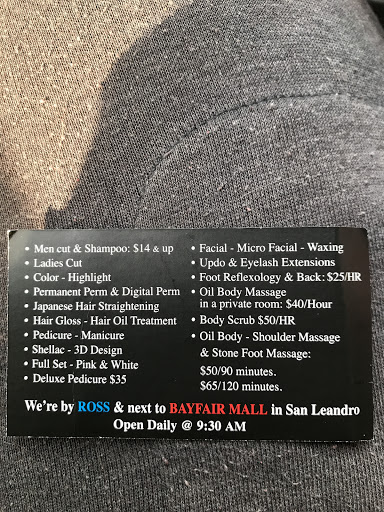 • Men cut & Shampoo: $14 & up
• Ladies Cut
• Color - Highlight
• Permanent Perm & Digital Perm
• Japanese Hair Straightening
• Hair Gloss - Hair Oil Treatment
• Pedicure - Manicure
• Shellac - 3D Design
• Full Set - Pink & White
• Deluxe Pedicure $35
• Facial - Micro Facial - Waxing
• Updo & Eyelash Extensions
• Foot Reflexology & Back: $25/HR
• Oil Body Massage
in a private room: $40/Hour
• Body Scrub $50/HR
• Oil Body - Shoulder Massage
& Stone Foot Massage:
$50/90 minutes.
$65/120 minutes.
We're by ROSS & next to BAYFAIR MALL in San Leandro
Open Daily @ 9:30 AM